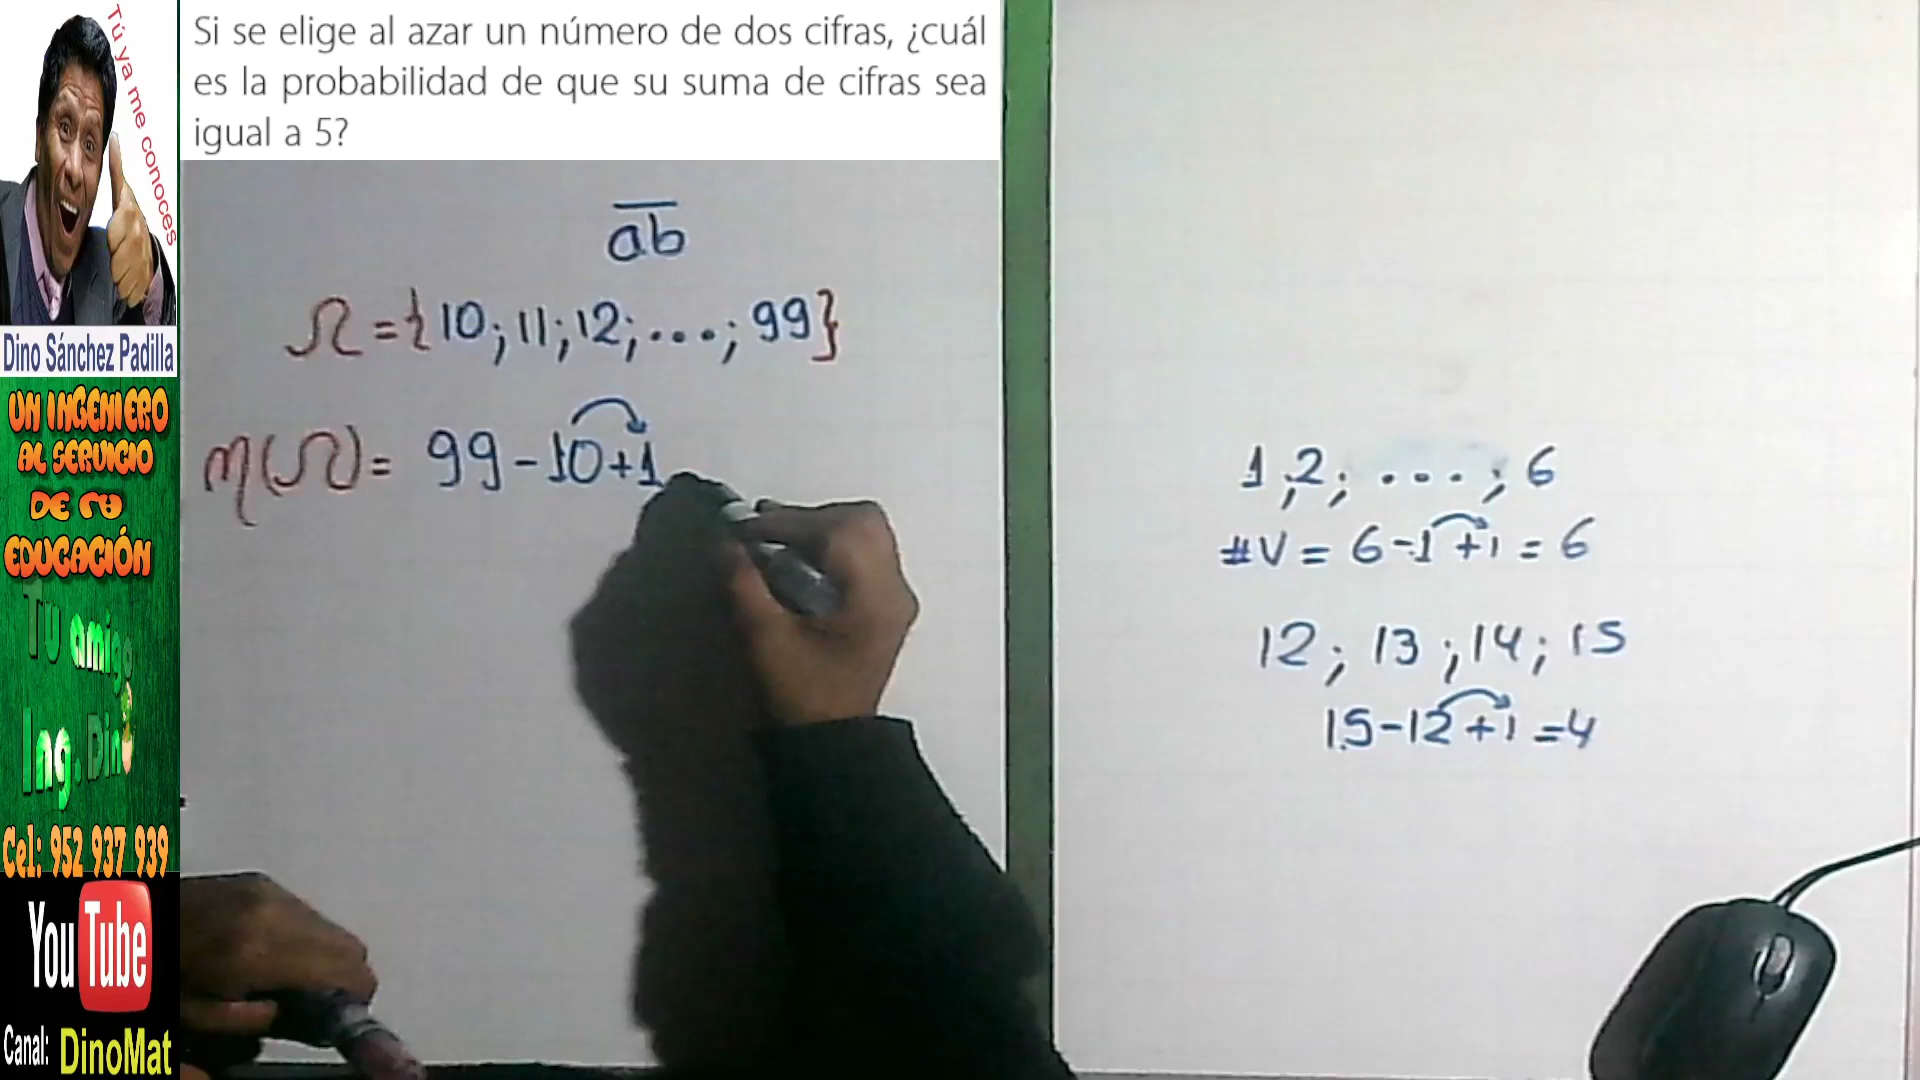 Tú ya me conoces
Dino Sánchez Padilla
UN INGENIERO
AL SERVICIO
DE TU
EDUCACIÓN
Tu amigo
Ing. Dino
Cel: 952 937 939
YouTube
Canal: DinoMat
Si se elige al azar un número de dos cifras, ¿cuál
es la probabilidad de que su suma de cifras sea
igual a 5?
a̅b̅
Ω = {10; 11; 12; ...; 99}
η(Ω) = 99 - 10 + 1
1; 2; ....; 6
#V = 6 - 1 + 1 = 6
12; 13; 14; 15
15 - 12 + 1 = 4